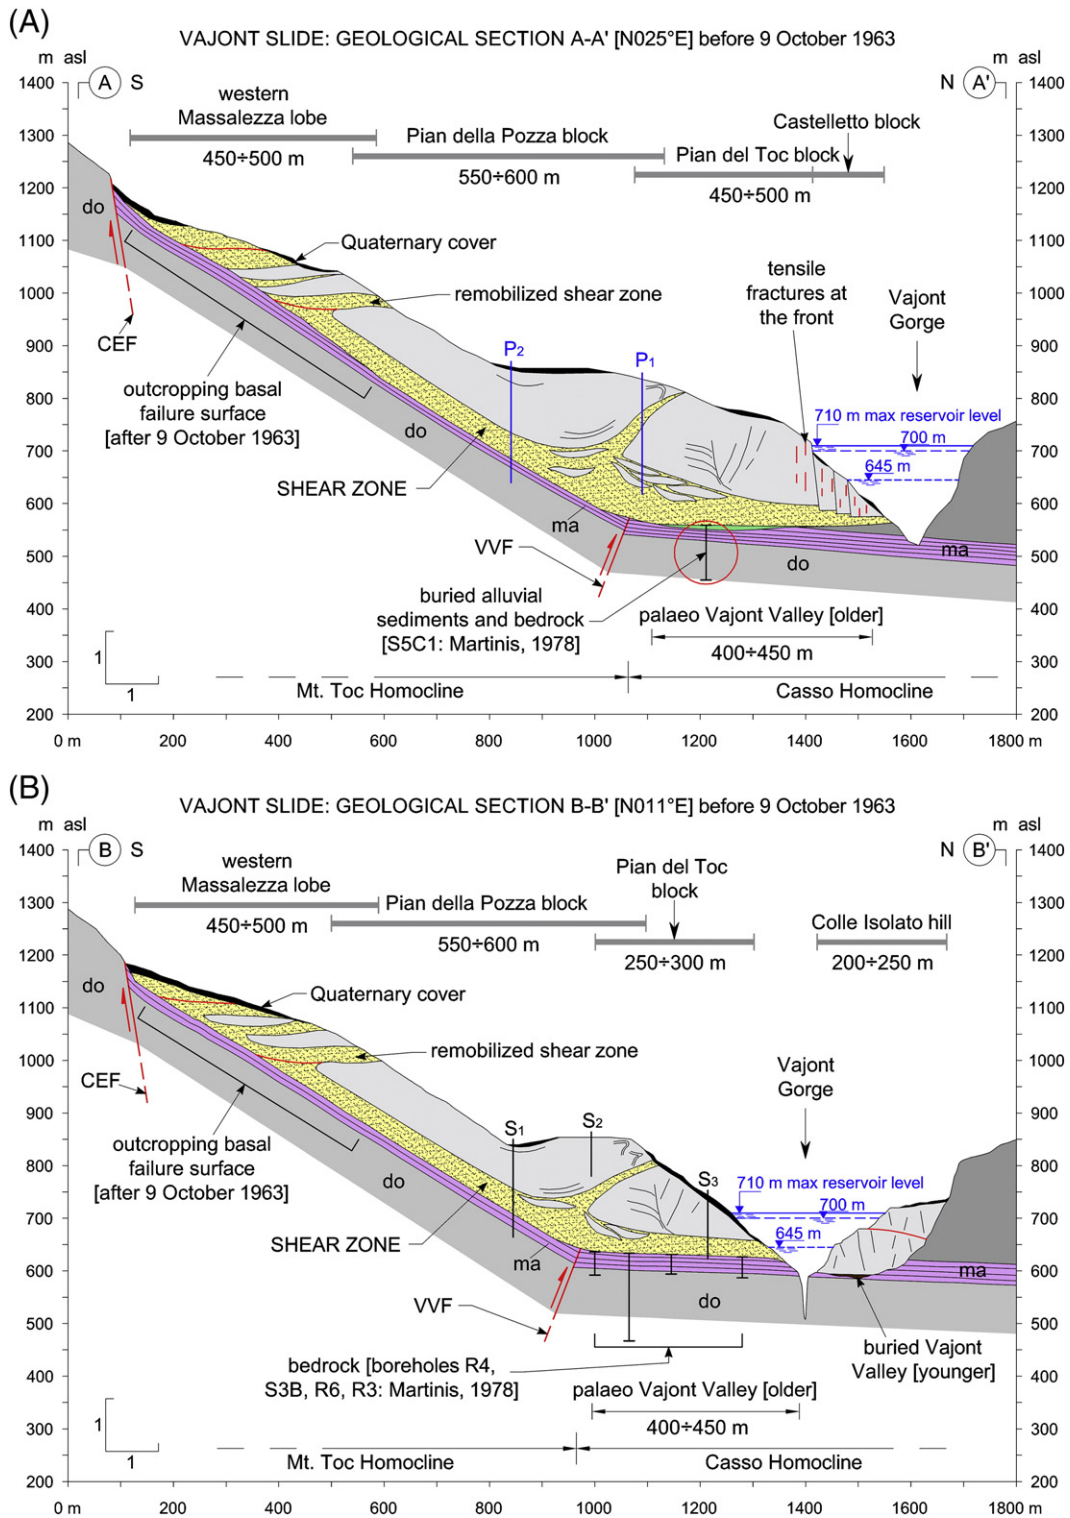 (A)
VAJONT SLIDE: GEOLOGICAL SECTION A-A' [N025°E] before 9 October 1963
m asl
m asl
A S
N A'
western
Massalezza lobe
450÷500 m
Pian della Pozza block
550÷600 m
Castelletto block
Pian del Toc block
450÷500 m
1400
1300
1200
1100
1000
900
800
700
600
500
400
300
200
1400
1300
1200
1100
1000
900
800
700
600
500
400
300
200
do
Quaternary cover
remobilized shear zone
tensile
fractures at
the front
Vajont
Gorge
CEF
outcropping basal
failure surface
[after 9 October 1963]
P2
P1
710 m max reservoir level
700 m
645 m
do
SHEAR ZONE
ma
VVF
do
ma
buried alluvial
sediments and bedrock
[S5C1: Martinis, 1978]
palaeo Vajont Valley [older]
400÷450 m
1
1
Mt. Toc Homocline
Casso Homocline
0 m
200
400
600
800
1000
1200
1400
1600
1800 m
(B)
VAJONT SLIDE: GEOLOGICAL SECTION B-B' [N011°E] before 9 October 1963
m asl
m asl
B S
N B'
western
Massalezza lobe
450÷500 m
Pian della Pozza block
550÷600 m
Pian del Toc
block
250÷300 m
Colle Isolato hill
200÷250 m
1400
1300
1200
1100
1000
900
800
700
600
500
400
300
200
1400
1300
1200
1100
1000
900
800
700
600
500
400
300
200
do
Quaternary cover
remobilized shear zone
Vajont
Gorge
CEF
outcropping basal
failure surface
[after 9 October 1963]
S1
S2
S3
710 m max reservoir level
700 m
645 m
do
SHEAR ZONE
ma
VVF
do
ma
bedrock [boreholes R4,
S3B, R6, R3: Martinis, 1978]
buried Vajont
Valley [younger]
palaeo Vajont Valley [older]
400÷450 m
1
1
Mt. Toc Homocline
Casso Homocline
0 m
200
400
600
800
1000
1200
1400
1600
1800 m